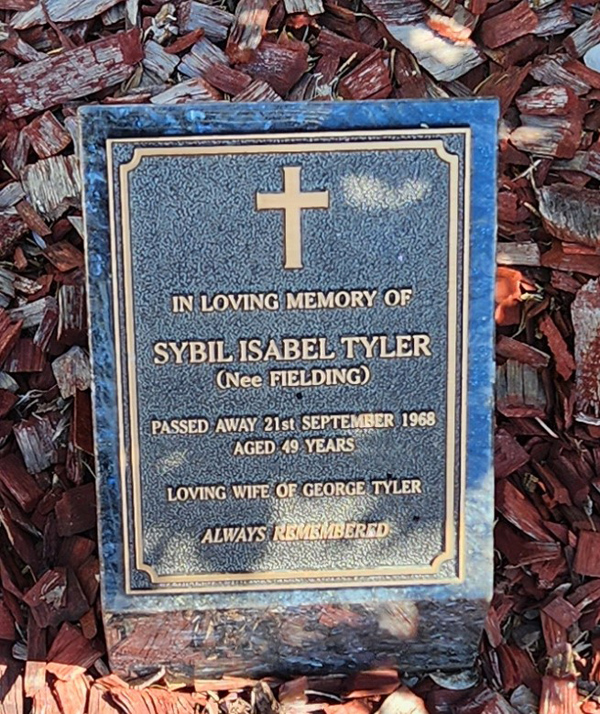 IN LOVING MEMORY OF
SYBIL ISABEL TYLER
(Nee FIELDING)
PASSED AWAY 21st SEPTEMBER 1968
AGED 49 YEARS
LOVING WIFE OF GEORGE TYLER
ALWAYS REMEMBERED